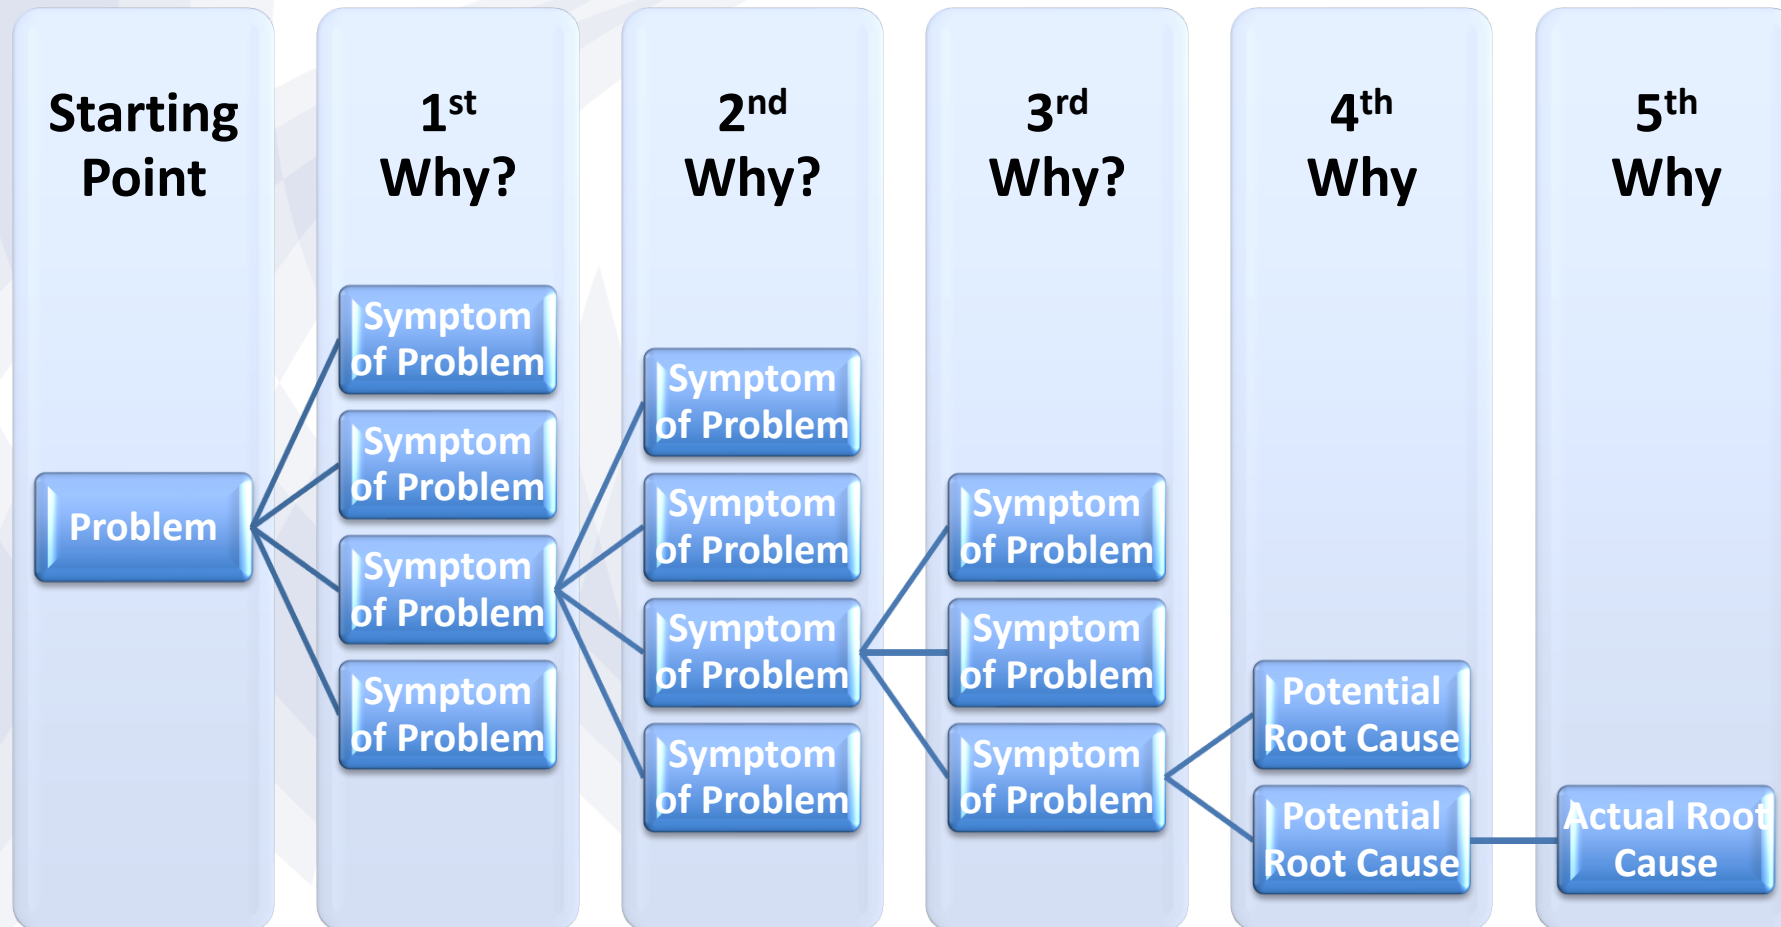 Starting
Point
1st
Why?
2nd
Why?
3rd
Why?
4th
Why
5th
Why
Problem
Symptom
of Problem
Symptom
of Problem
Symptom
of Problem
Symptom
of Problem
Symptom
of Problem
Symptom
of Problem
Symptom
of Problem
Symptom
of Problem
Symptom
of Problem
Symptom
of Problem
Symptom
of Problem
Potential
Root Cause
Potential
Root Cause
Actual Root
Cause